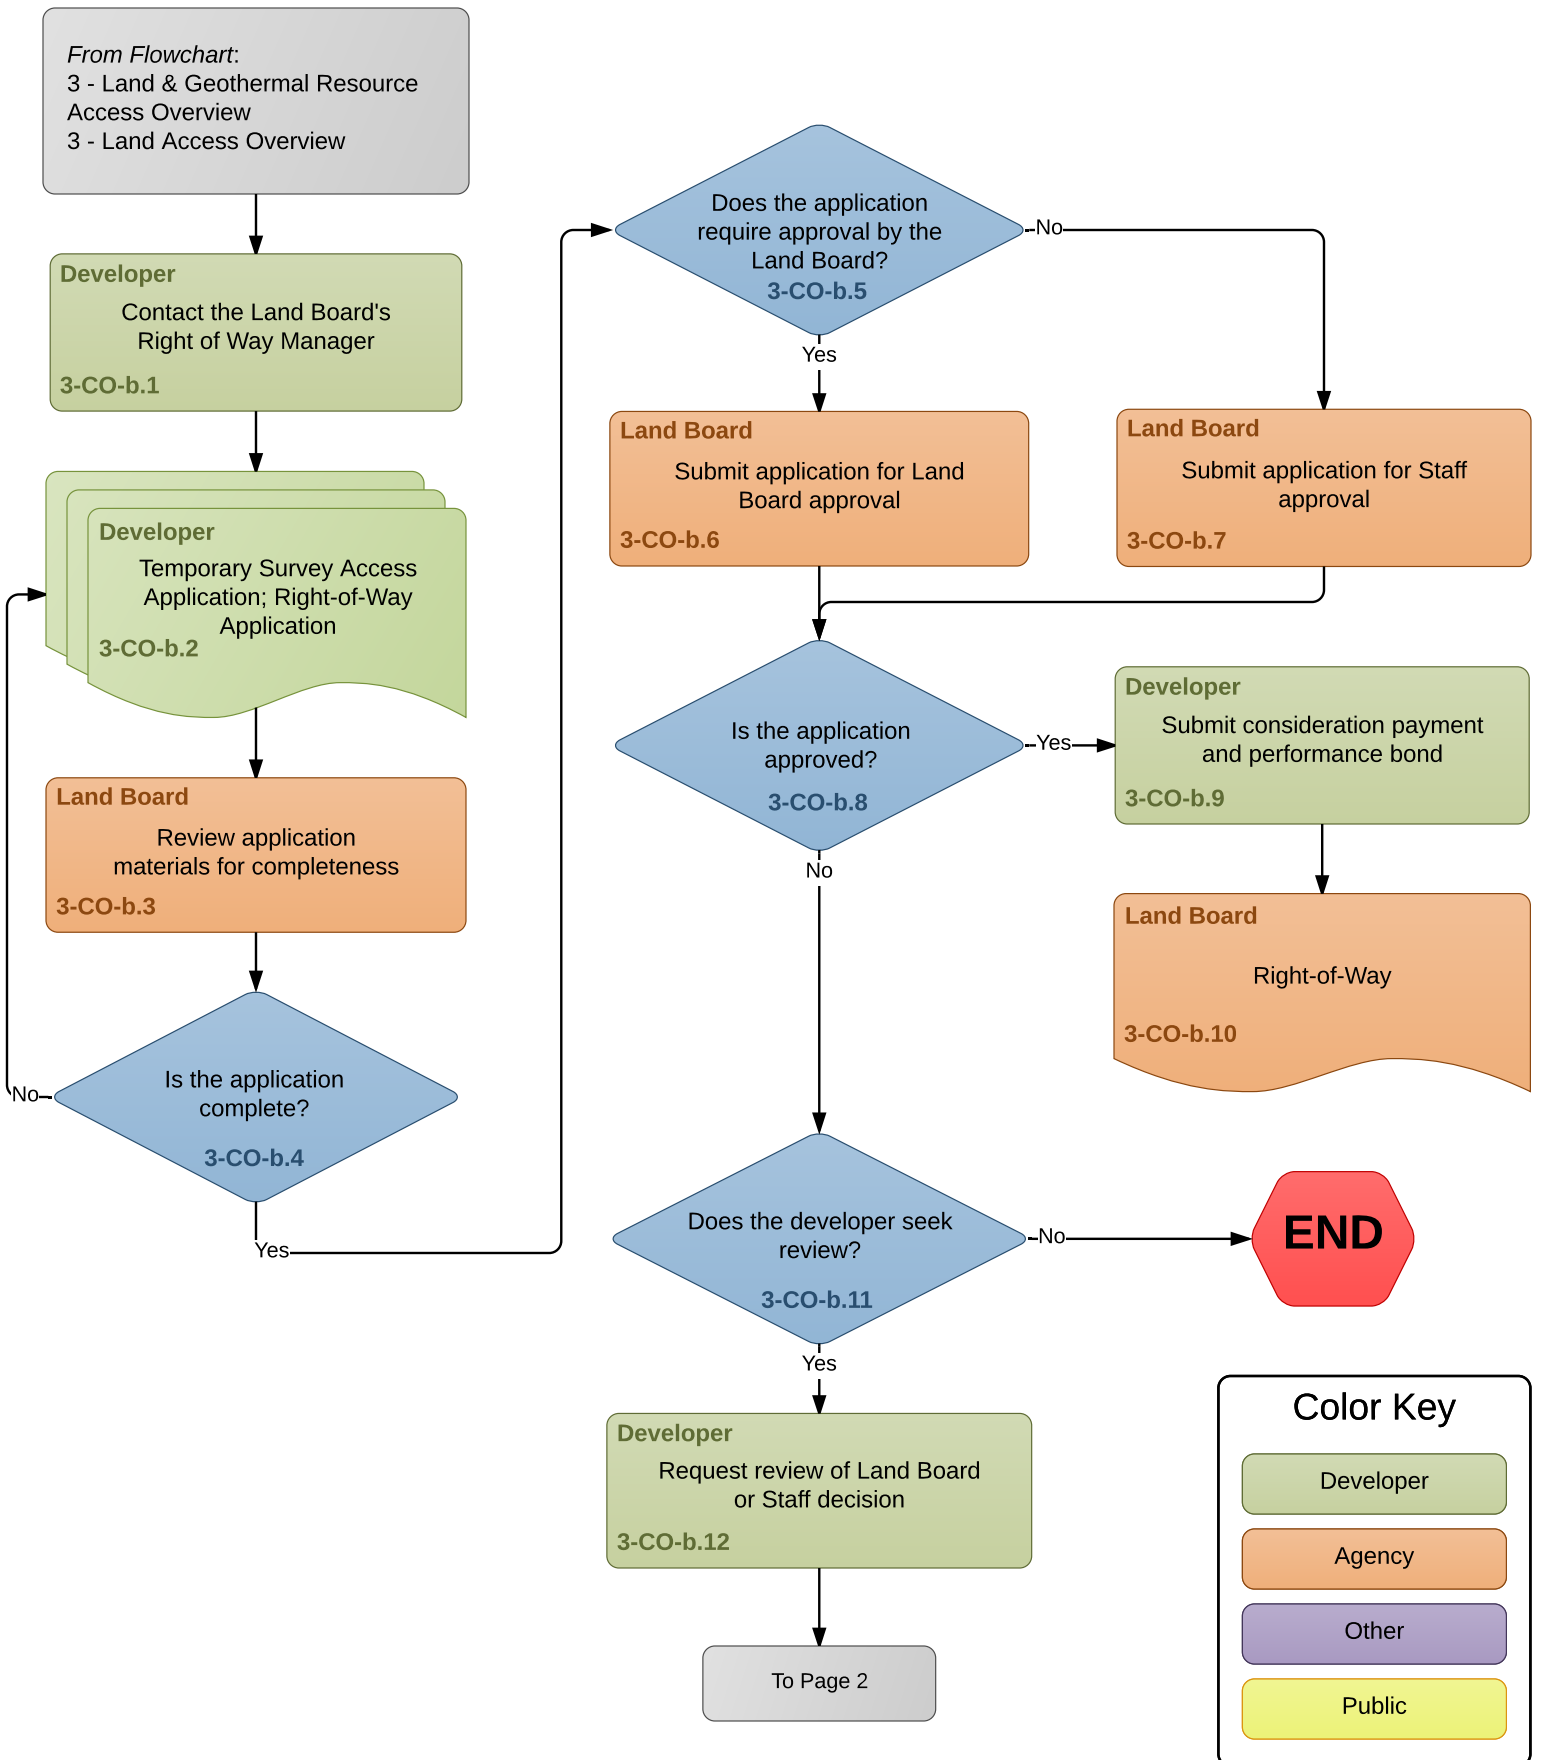 From Flowchart:
3 - Land & Geothermal Resource
Access Overview
3 - Land Access Overview
Developer
Contact the Land Board's
Right of Way Manager
3-CO-b.1
Developer
Temporary Survey Access
Application; Right-of-Way
Application
3-CO-b.2
Land Board
Review application
materials for completeness
3-CO-b.3
Is the application
complete?
3-CO-b.4
No
Yes
Does the application
require approval by the
Land Board?
3-CO-b.5
No
Yes
Land Board
Submit application for Land
Board approval
3-CO-b.6
Land Board
Submit application for Staff
approval
3-CO-b.7
Is the application
approved?
3-CO-b.8
Yes
No
Developer
Submit consideration payment
and performance bond
3-CO-b.9
Land Board
Right-of-Way
3-CO-b.10
Does the developer seek
review?
3-CO-b.11
No
END
Yes
Developer
Request review of Land Board
or Staff decision
3-CO-b.12
To Page 2
Color Key
Developer
Agency
Other
Public